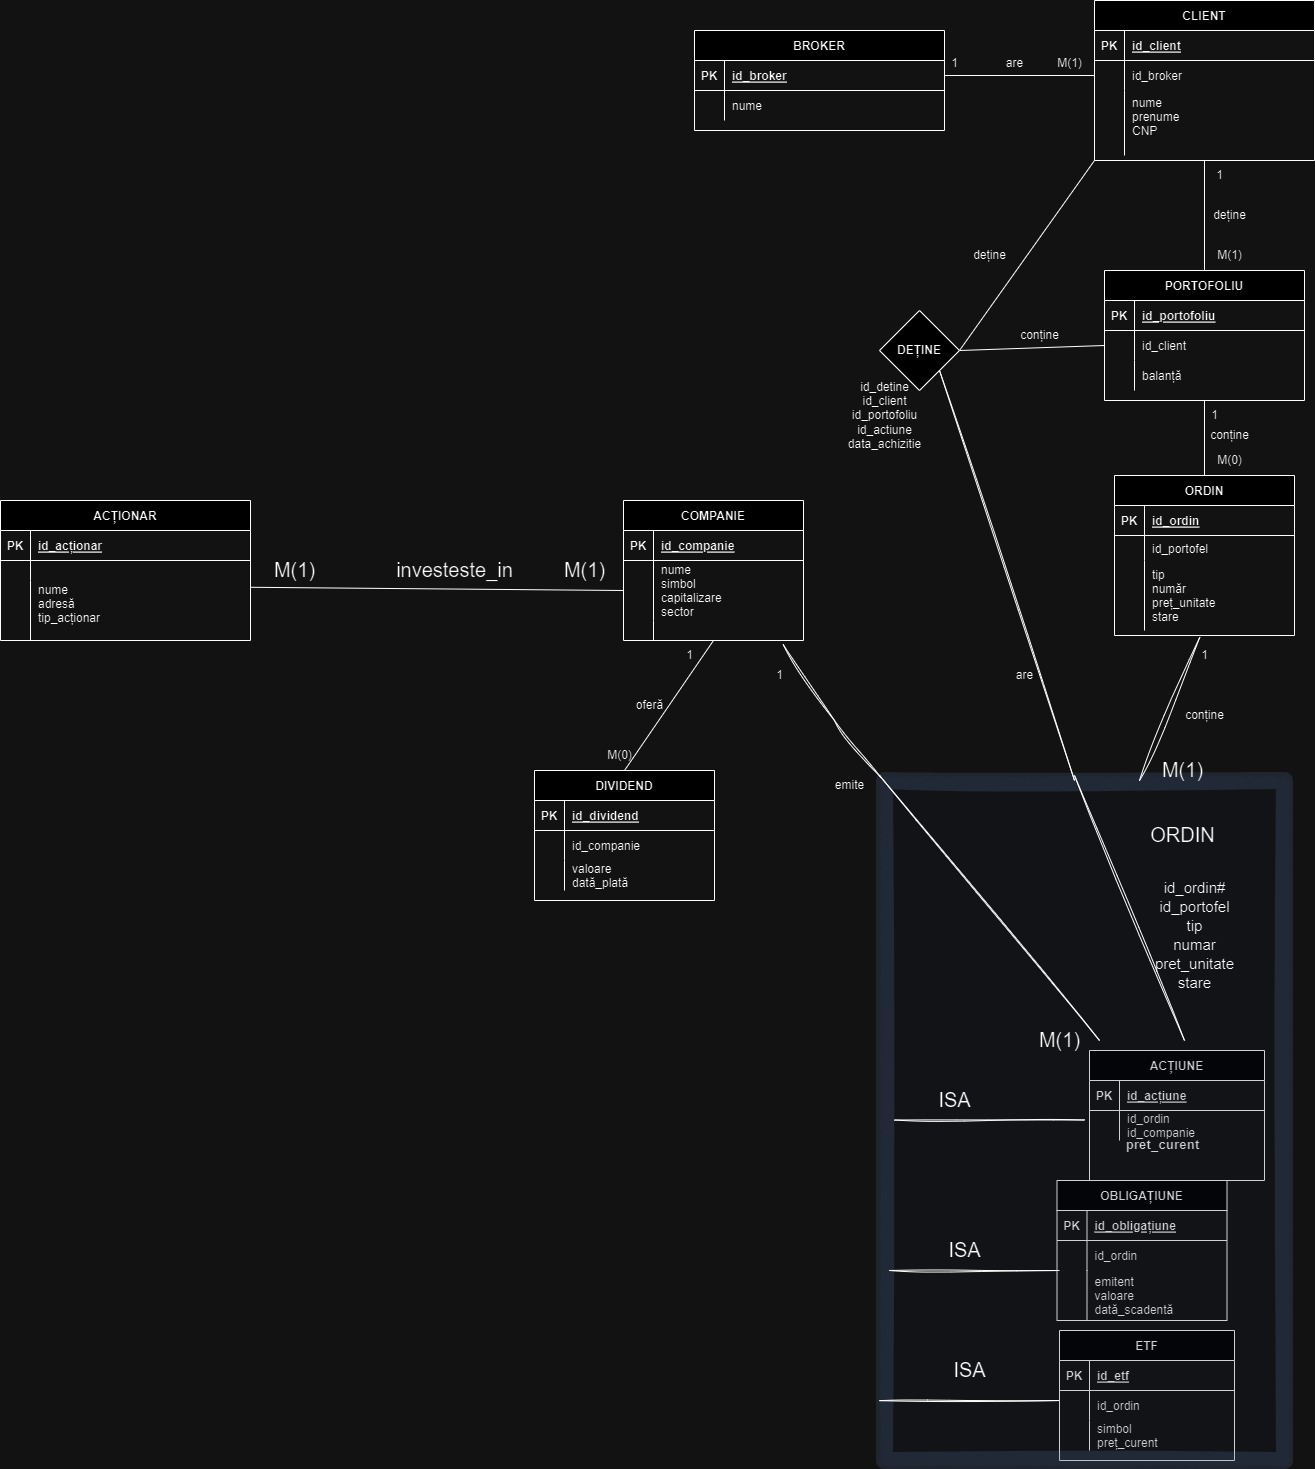 CLIENT
PK id_client
id_broker
nume
prenume
CNP
BROKER
PK id_broker
nume
1 are M(1)
1
deține
M(1)
deține
PORTOFOLIU
PK id_portofoliu
id_client
balanță
DEȚINE
conține
id_detine
id_client
id_portofoliu
id_actiune
data_achizitie
1
conține
M(0)
ORDIN
PK id_ordin
id_portofel
tip
număr
preț_unitate
stare
ACȚIONAR
PK id_acționar
nume
adresă
tip_acționar
M(1) investeste_in M(1)
COMPANIE
PK id_companie
nume
simbol
capitalizare
sector
1
oferă
M(0)
1
emite
are
1
conține
M(1)
DIVIDEND
PK id_dividend
id_companie
valoare
dată_plată
ORDIN
id_ordin#
id_portofel
tip
numar
pret_unitate
stare
M(1)
ACȚIUNE
PK id_acțiune
id_ordin
id_companie
pret_curent
ISA
OBLIGAȚIUNE
PK id_obligațiune
id_ordin
emitent
valoare
dată_scadentă
ISA
ETF
PK id_etf
id_ordin
simbol
preț_curent
ISA